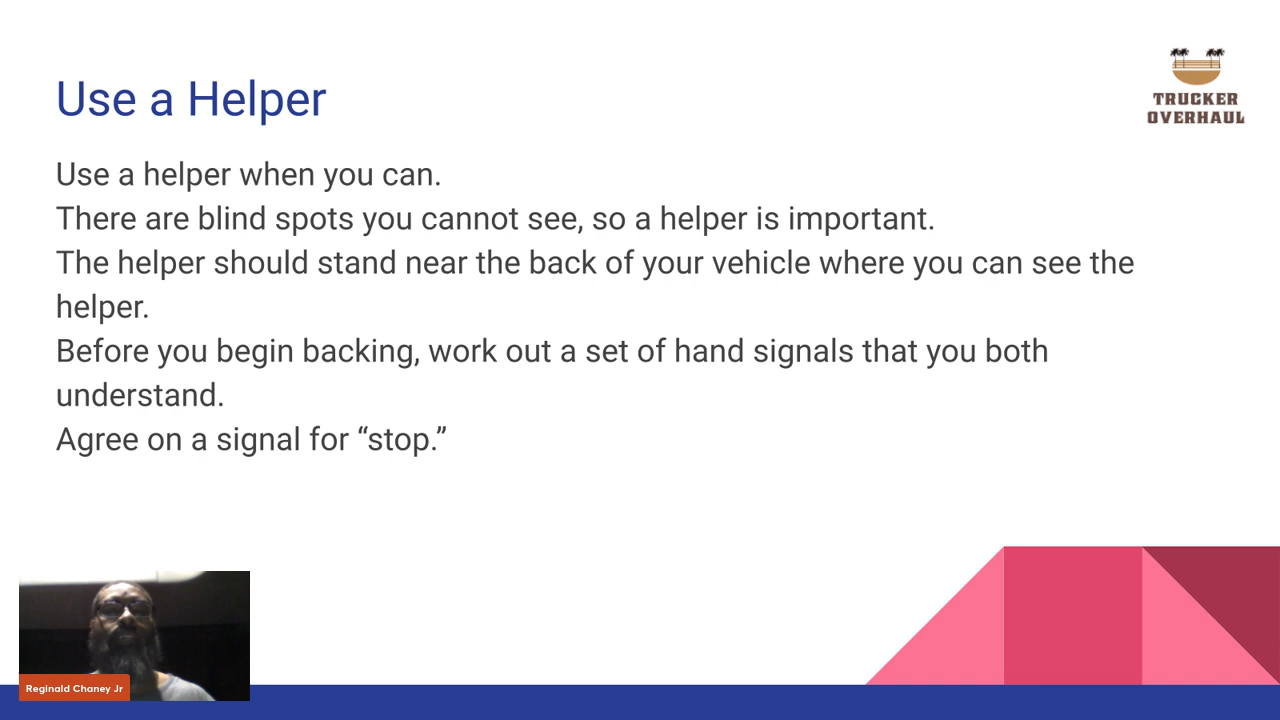 Use a Helper
TRUCKER
OVERHAUL
Use a helper when you can.
There are blind spots you cannot see, so a helper is important.
The helper should stand near the back of your vehicle where you can see the
helper.
Before you begin backing, work out a set of hand signals that you both
understand.
Agree on a signal for “stop.”
Reginald Chaney Jr